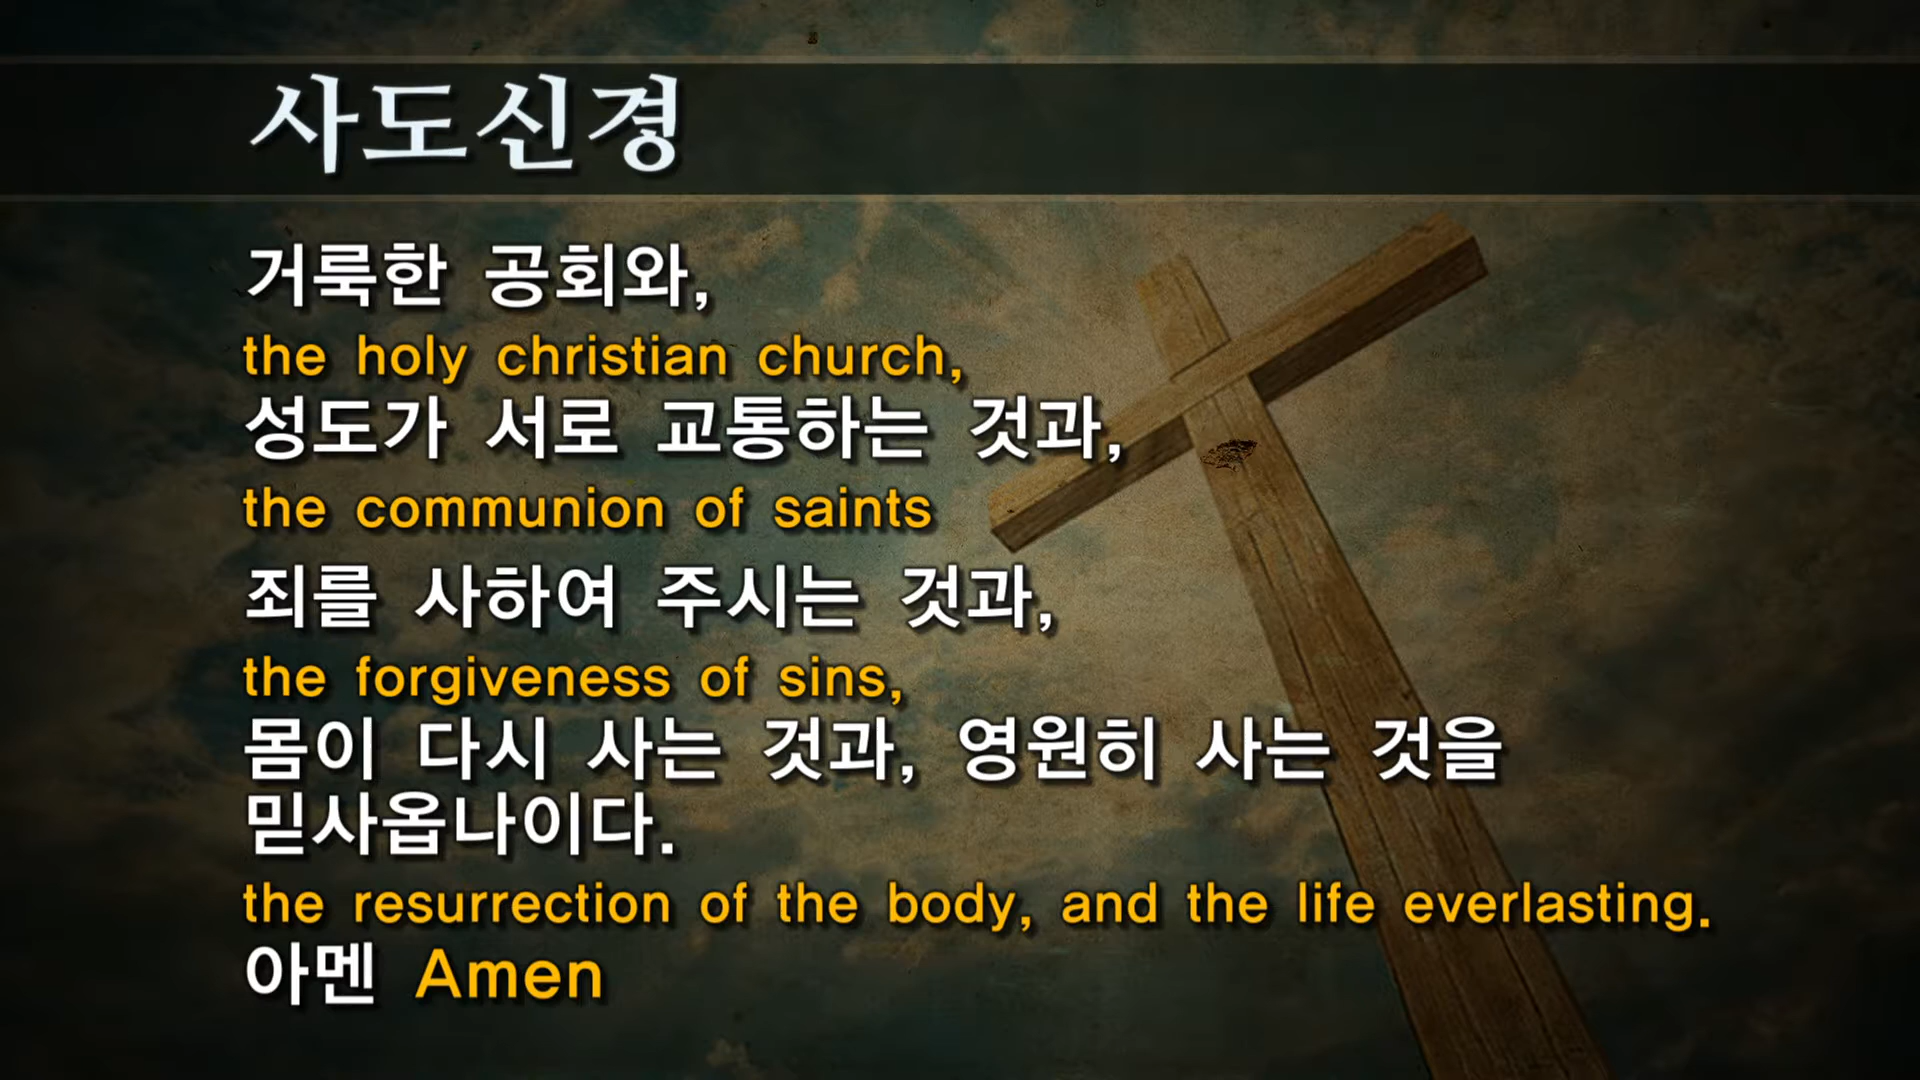 사도신경
거룩한 공회와,
the holy christian church,
성도가 서로 교통하는 것과,
the communion of saints
죄를 사하여 주시는 것과,
the forgiveness of sins,
몸이 다시 사는 것과, 영원히 사는 것을
믿사옵나이다.
the resurrection of the body, and the life everlasting.
아멘 Amen